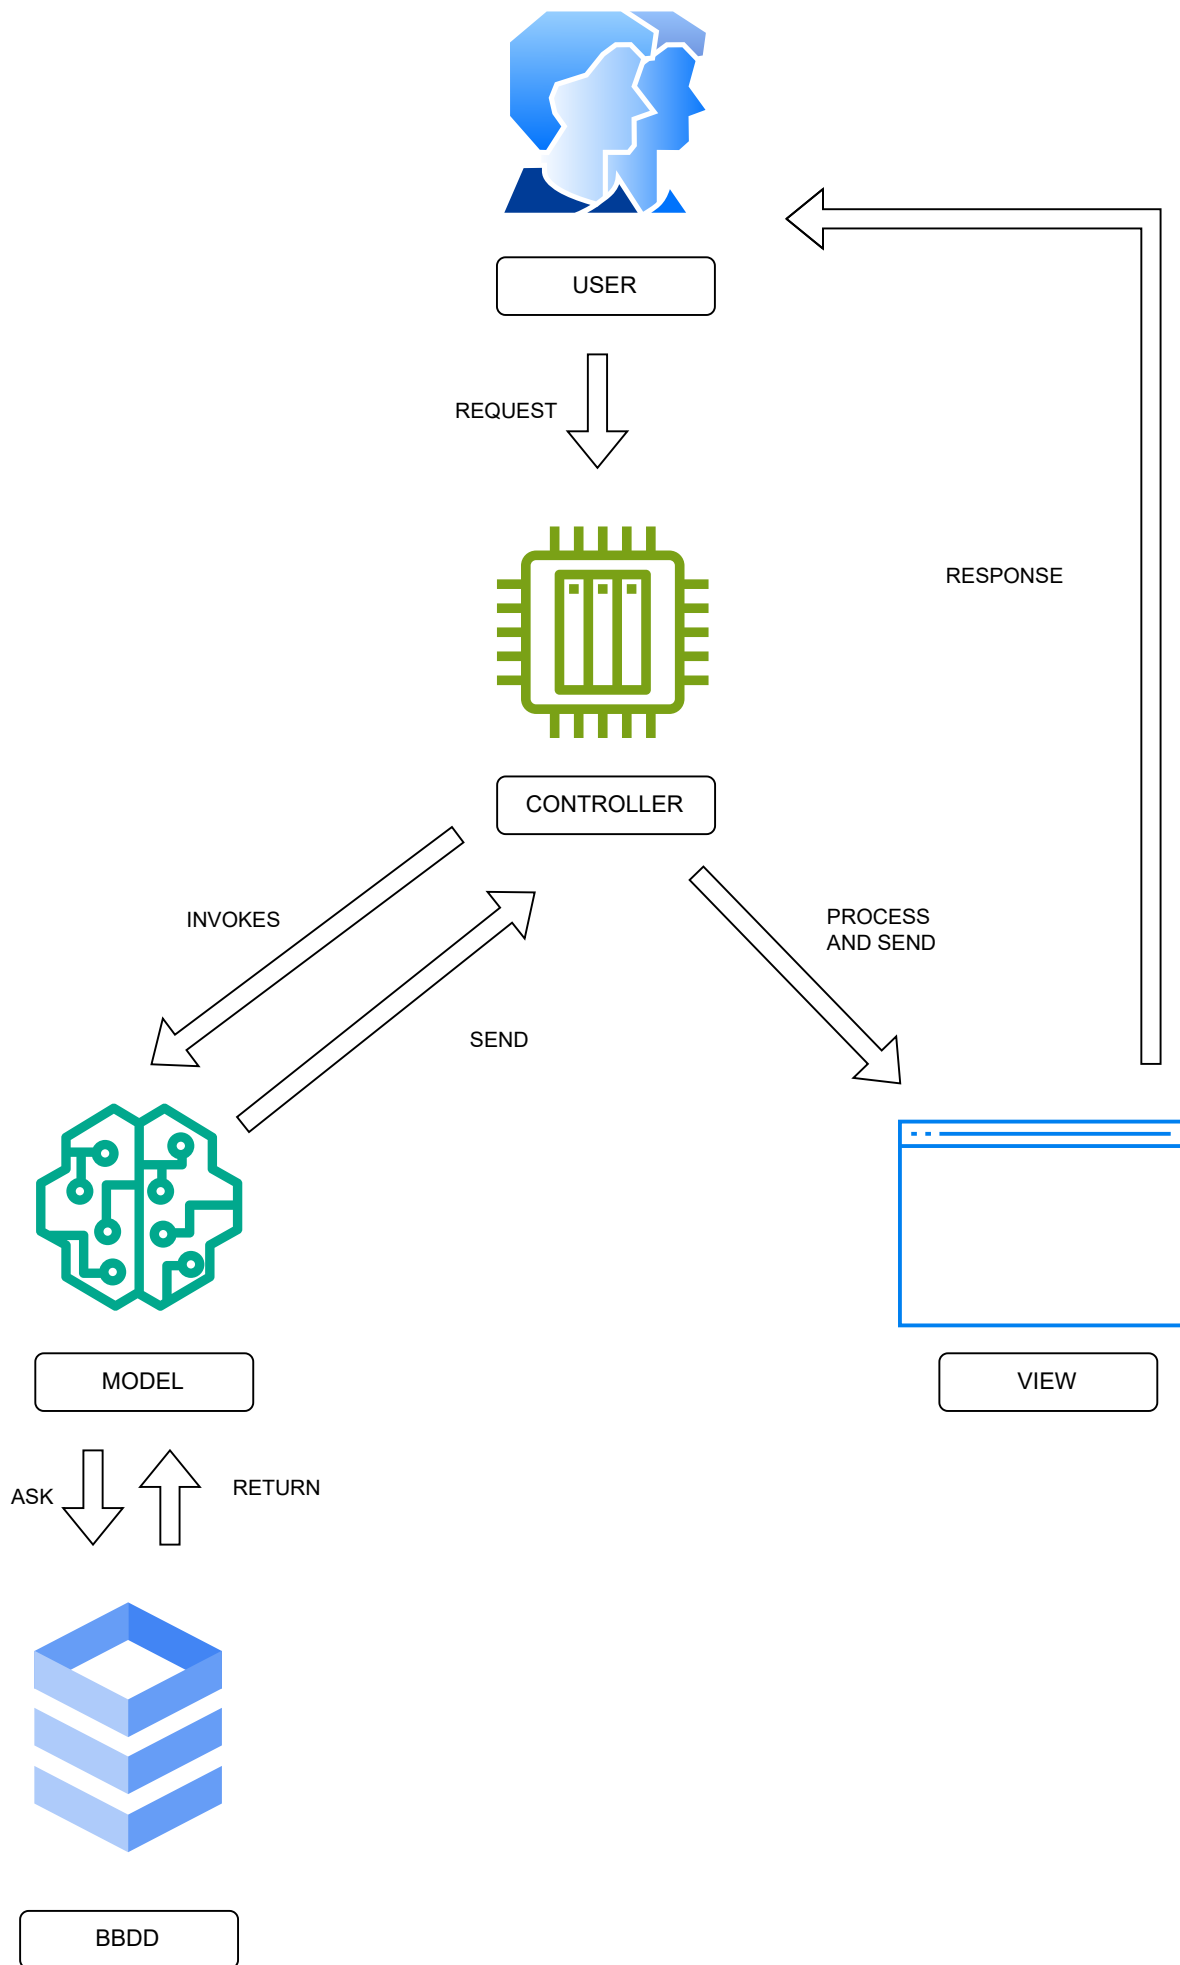 USER
REQUEST
RESPONSE
CONTROLLER
INVOKES
PROCESS
AND SEND
SEND
MODEL
VIEW
ASK
RETURN
BBDD